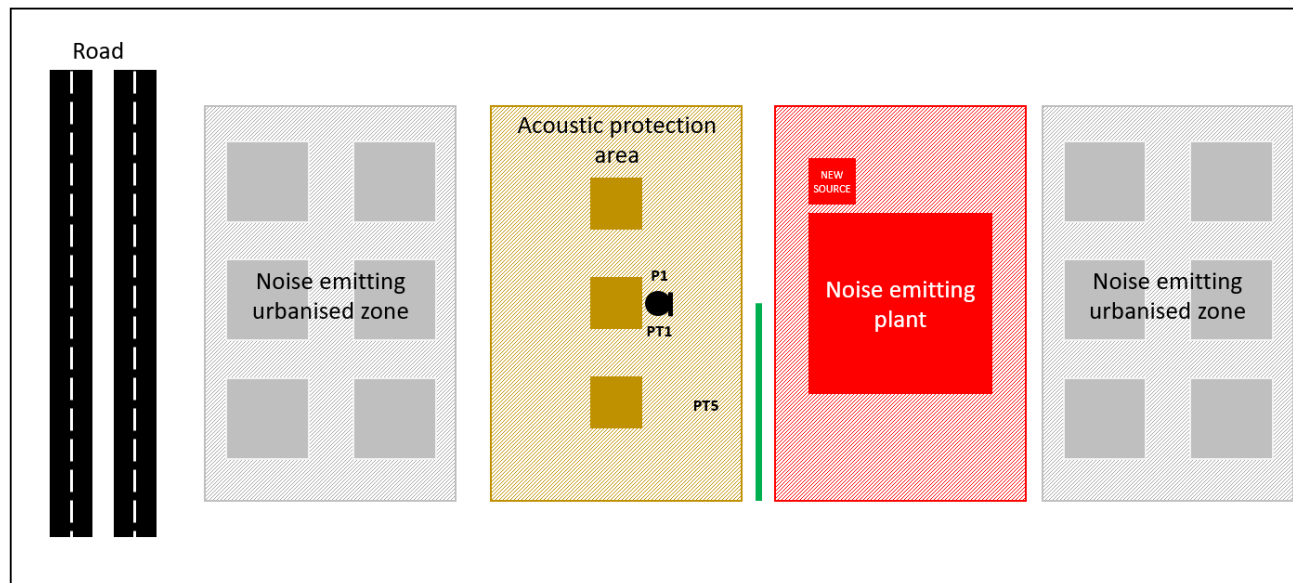 Road
Acoustic protection
area
NEW
SOURCE
P1
PT1
Noise emitting
urbanised zone
Noise emitting
plant
Noise emitting
urbanised zone
PT5